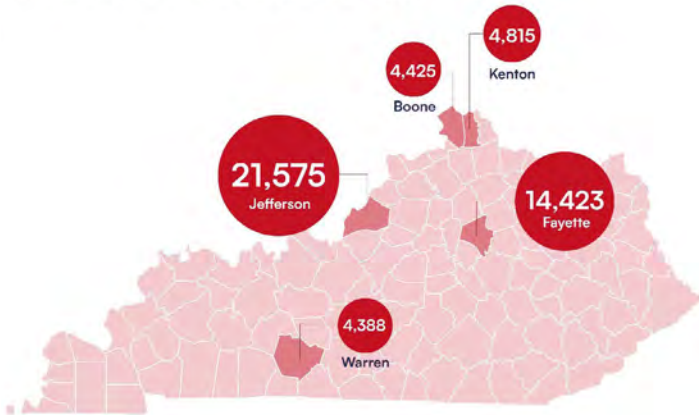 4,815
Kenton
4,425
Boone
21,575
Jefferson
14,423
Fayette
4,388
Warren